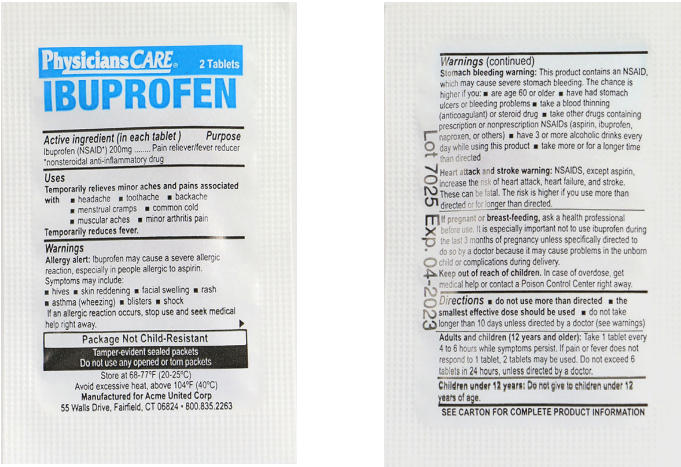 PhysiciansCARE® 2 Tablets
IBUPROFEN
Active ingredient (in each tablet) Purpose
Ibuprofen (NSAID*) 200mg ........ Pain reliever/fever reducer
*nonsteroidal anti-inflammatory drug
Uses
Temporarily relieves minor aches and pains associated
with ▪ headache ▪ toothache ▪ backache
▪ menstrual cramps ▪ common cold
▪ muscular aches ▪ minor arthritis pain
Temporarily reduces fever.
Warnings
Allergy alert: Ibuprofen may cause a severe allergic
reaction, especially in people allergic to aspirin.
Symptoms may include:
▪ hives ▪ skin reddening ▪ facial swelling ▪ rash
▪ asthma (wheezing) ▪ blisters ▪ shock
If an allergic reaction occurs, stop use and seek medical
help right away.
Package Not Child-Resistant
Tamper-evident sealed packets
Do not use any opened or torn packets
Store at 68-77°F (20-25°C)
Avoid excessive heat, above 104°F (40°C)
Manufactured for Acme United Corp
55 Walls Drive, Fairfield, CT 06824 • 800.835.2263
Warnings (continued)
Stomach bleeding warning: This product contains an NSAID,
which may cause severe stomach bleeding. The chance is
higher if you: ▪ are age 60 or older ▪ have had stomach
ulcers or bleeding problems ▪ take a blood thinning
(anticoagulant) or steroid drug ▪ take other drugs containing
prescription or nonprescription NSAIDs (aspirin, ibuprofen,
naproxen, or others) ▪ have 3 or more alcoholic drinks every
day while using this product ▪ take more or for a longer time
than directed
Heart attack and stroke warning: NSAIDS, except aspirin,
increase the risk of heart attack, heart failure, and stroke.
These can be fatal. The risk is higher if you use more than
directed or for longer than directed.
If pregnant or breast-feeding, ask a health professional
before use. It is especially important not to use ibuprofen during
the last 3 months of pregnancy unless specifically directed to
do so by a doctor because it may cause problems in the unborn
child or complications during delivery.
Keep out of reach of children. In case of overdose, get
medical help or contact a Poison Control Center right away.
Directions ▪ do not use more than directed ▪ the
smallest effective dose should be used ▪ do not take
longer than 10 days unless directed by a doctor (see warnings)
Adults and children (12 years and older): Take 1 tablet every
4 to 6 hours while symptoms persist. If pain or fever does not
respond to 1 tablet, 2 tablets may be used. Do not exceed 6
tablets in 24 hours, unless directed by a doctor.
Children under 12 years: Do not give to children under 12
years of age.
SEE CARTON FOR COMPLETE PRODUCT INFORMATION
Lot 7025 Exp. 04-2023